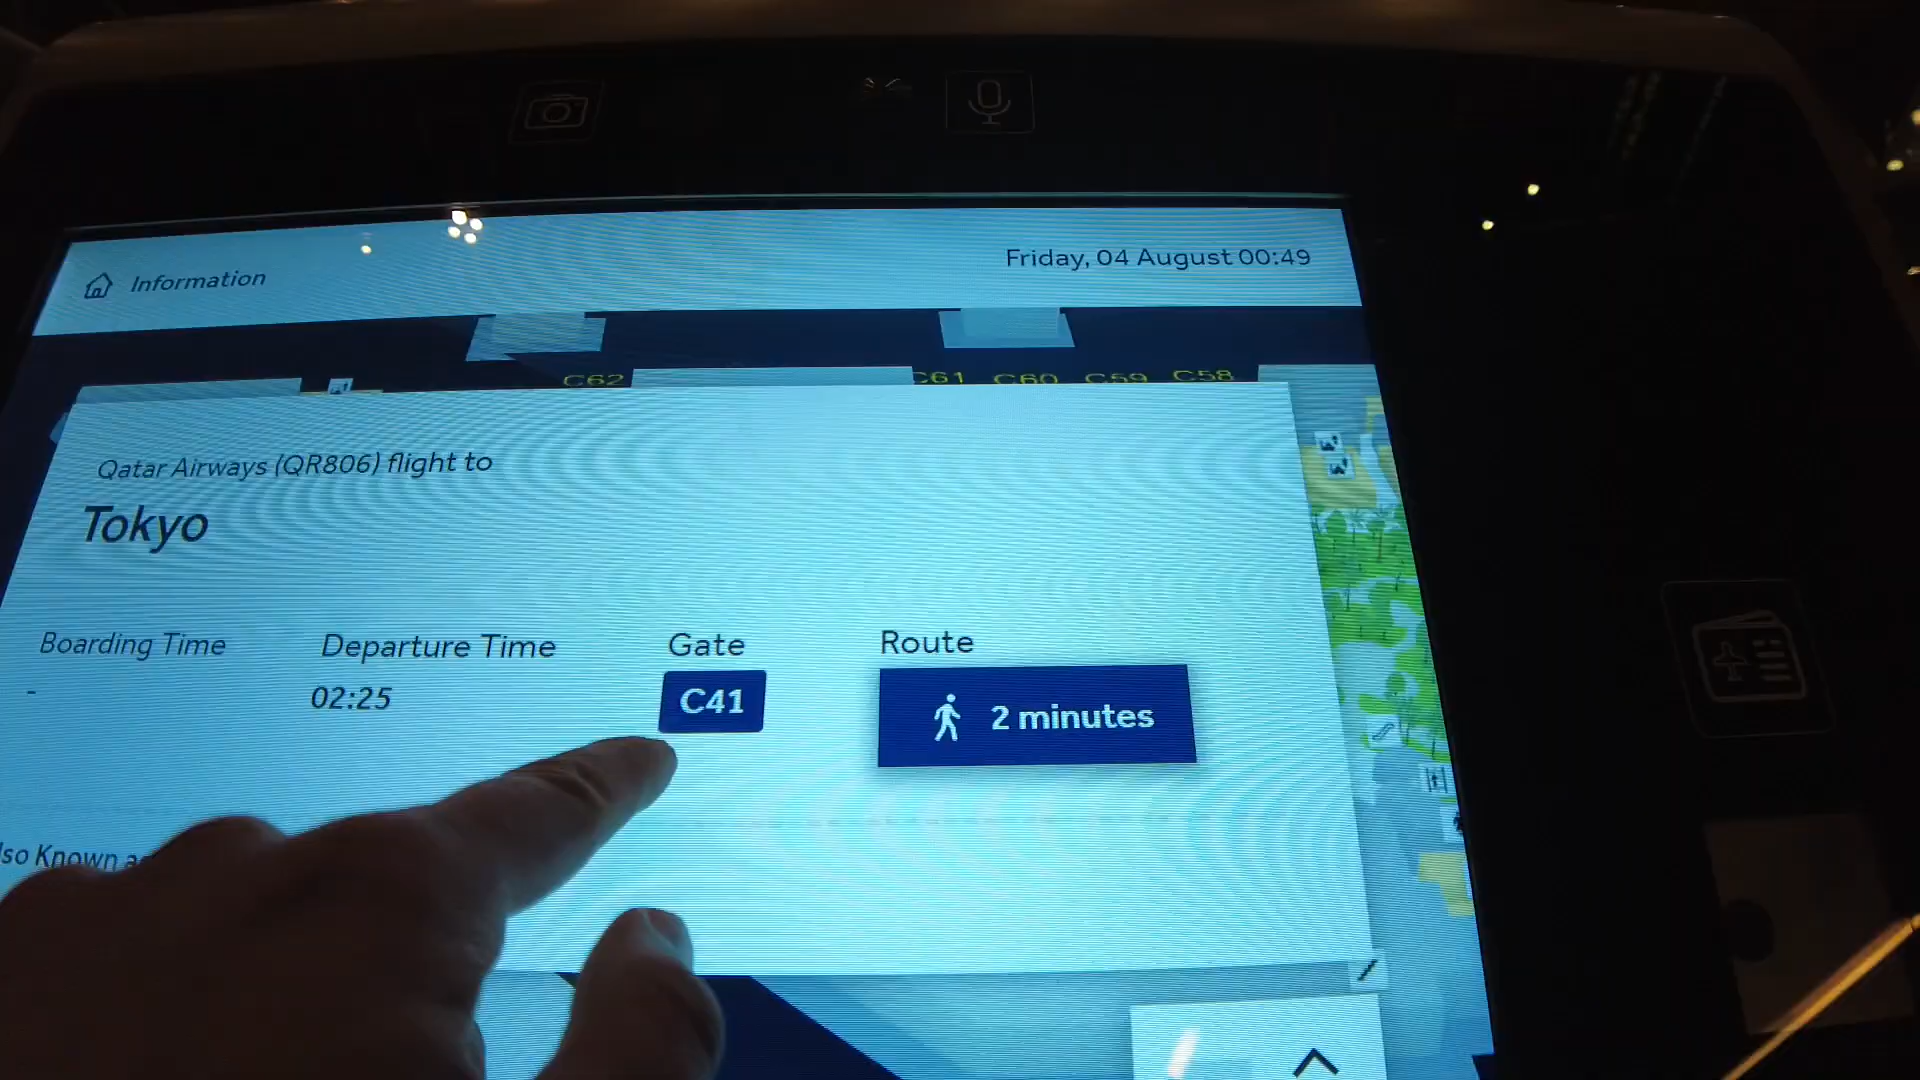 Information
Friday, 04 August 00:49
C62
C61
C60
C59
C58
Qatar Airways (QR806) flight to
Tokyo
Boarding Time
Departure Time
Gate
Route
-
02:25
C41
2 minutes
Known